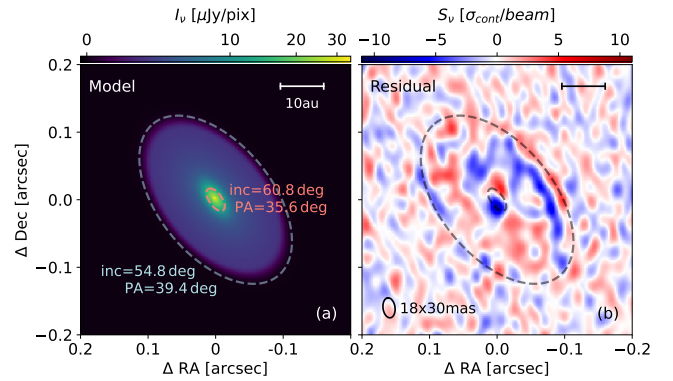 I_ν [μJy/pix]
S_ν [σ_cont/beam]
0 10 20 30
−10 −5 0 5 10
Model
10au
Residual
inc=60.8 deg
PA=35.6 deg
inc=54.8 deg
PA=39.4 deg
(a)
18x30mas
(b)
0.2
0.1
0.0
−0.1
−0.2
Δ Dec [arcsec]
0.2 0.1 0.0 -0.1
0.2 0.1 0.0 −0.1 −0.2
Δ RA [arcsec]
Δ RA [arcsec]